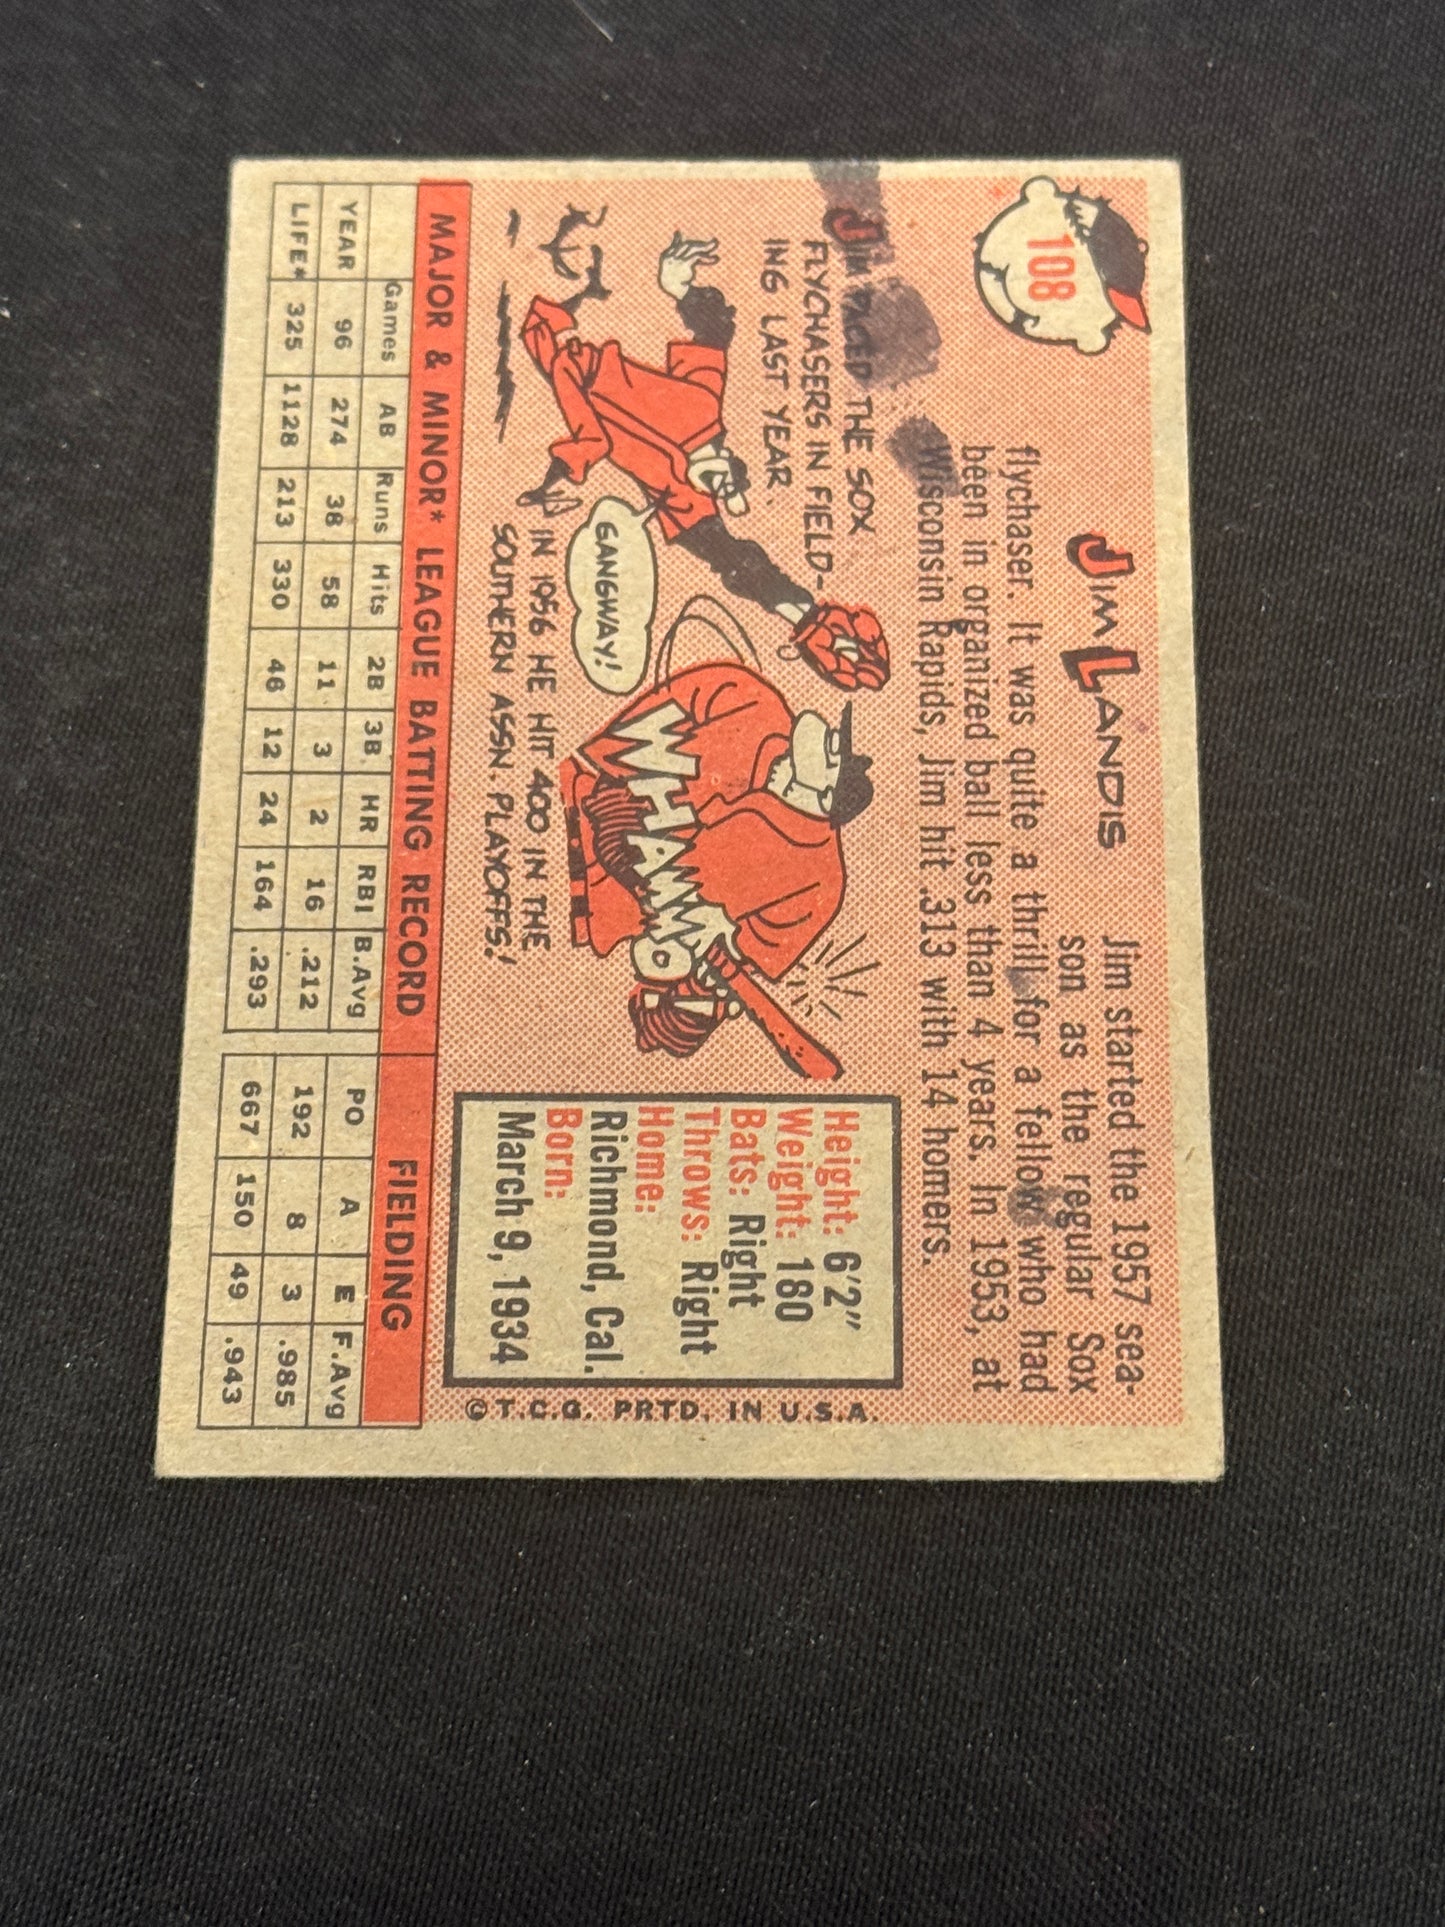 108
JIM LANDIS
Jim started the 1957 sea-
son as the regular Sox
flychaser. It was quite a thrill for a fellow who had
been in organized ball less than 4 years. In 1953, at
Wisconsin Rapids, Jim hit .313 with 14 homers.
JIM PACED THE SOX
FLYCHASERS IN FIELD-
ING LAST YEAR.
GANGWAY!
WHAM
IN 1956 HE HIT .400 IN THE
SOUTHERN ASSN. PLAYOFFS!
Height: 6'2"
Weight: 180
Bats: Right
Throws: Right
Home:
Richmond, Cal.
Born:
March 9, 1934
© T.C.G. PRTD. IN U.S.A.
MAJOR & MINOR* LEAGUE BATTING RECORD FIELDING
Games AB Runs Hits 2B 3B. HR RBI B.Avg PO A E F.Avg
YEAR 96 274 38 58 11 3 2 16 .212 192 8 3 .985
LIFE* 325 1128 213 330 46 12 24 164 .293 667 150 49 .943